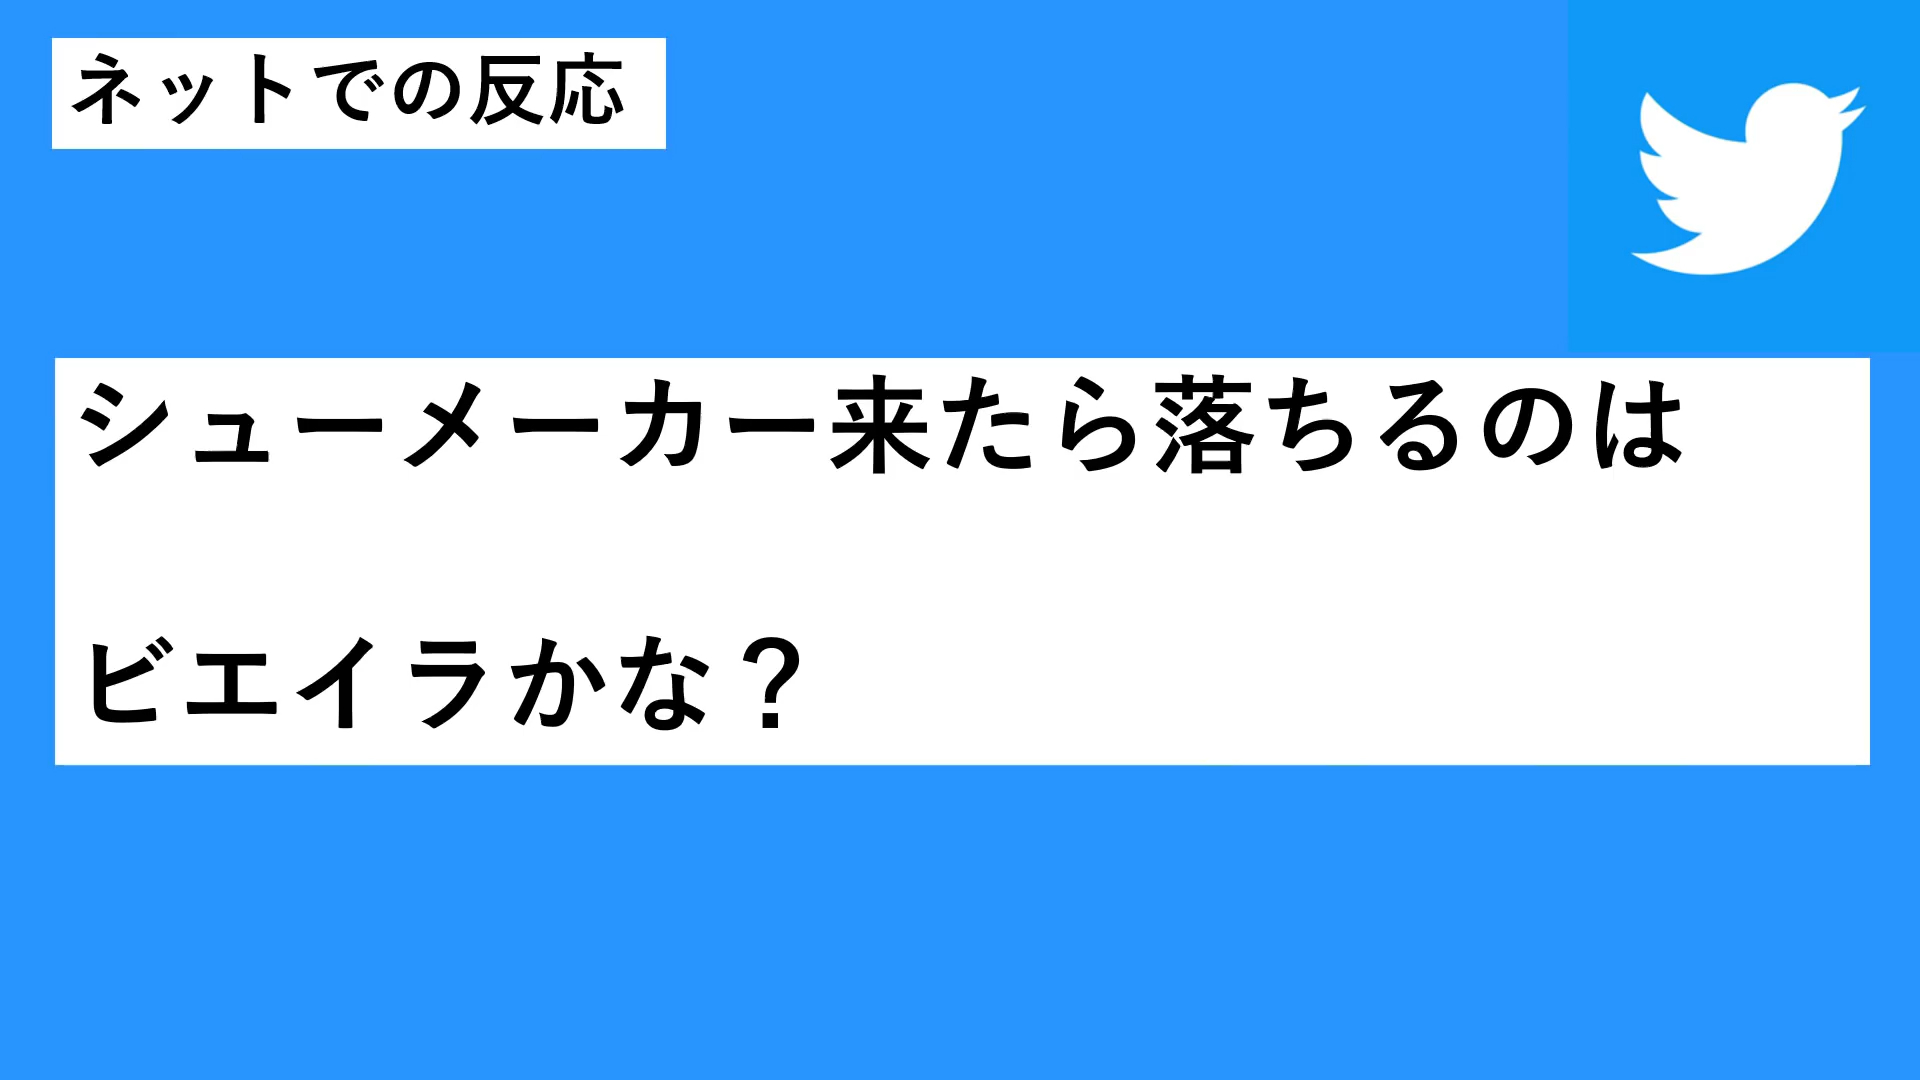 ネットでの反応
シューメーカー来たら落ちるのは
ビエイラかな？